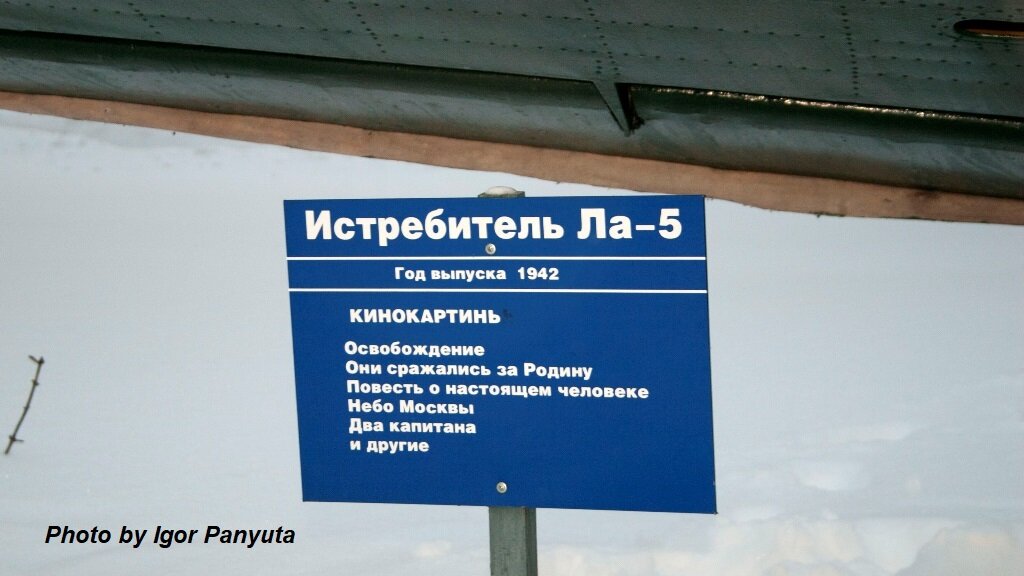 Истребитель Ла-5
Год выпуска 1942
КИНОКАРТИНЬ
Освобождение
Они сражались за Родину
Повесть о настоящем человеке
Небо Москвы
Два капитана
и другие
Photo by Igor Panyuta